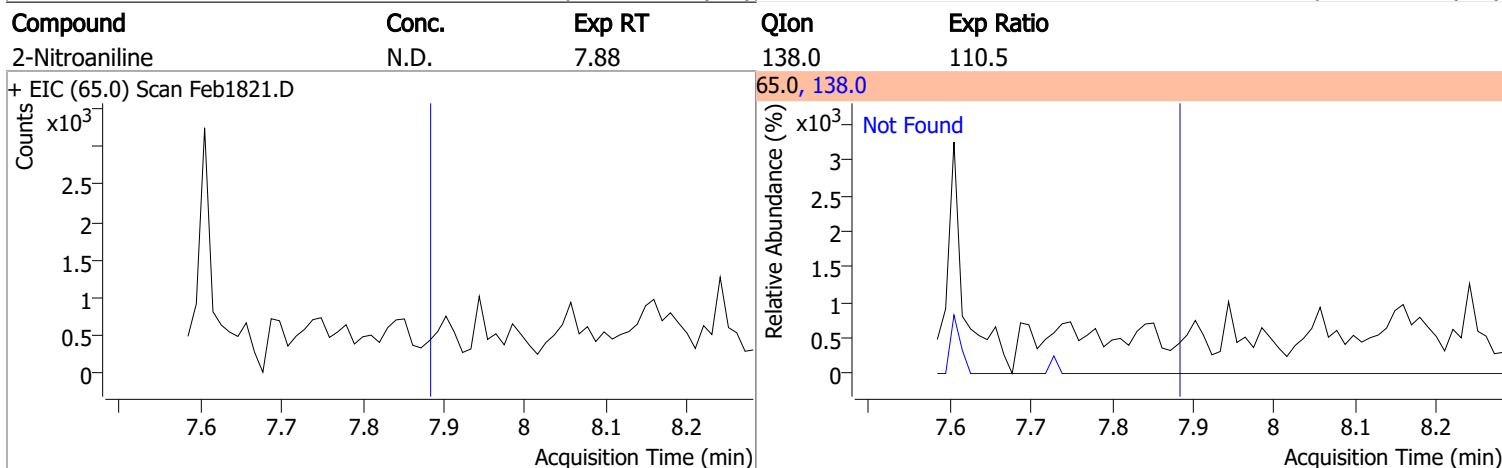 Compound Conc. Exp RT QIon Exp Ratio
2-Nitroaniline N.D. 7.88 138.0 110.5
+ EIC (65.0) Scan Feb1821.D
Counts
x10³
2.5
2
1.5
1
0.5
0
7.6 7.7 7.8 7.9 8 8.1 8.2
Acquisition Time (min)
65.0, 138.0
Relative Abundance (%)
x10³
Not Found
3
2.5
2
1.5
1
0.5
0
7.6 7.7 7.8 7.9 8 8.1 8.2
Acquisition Time (min)